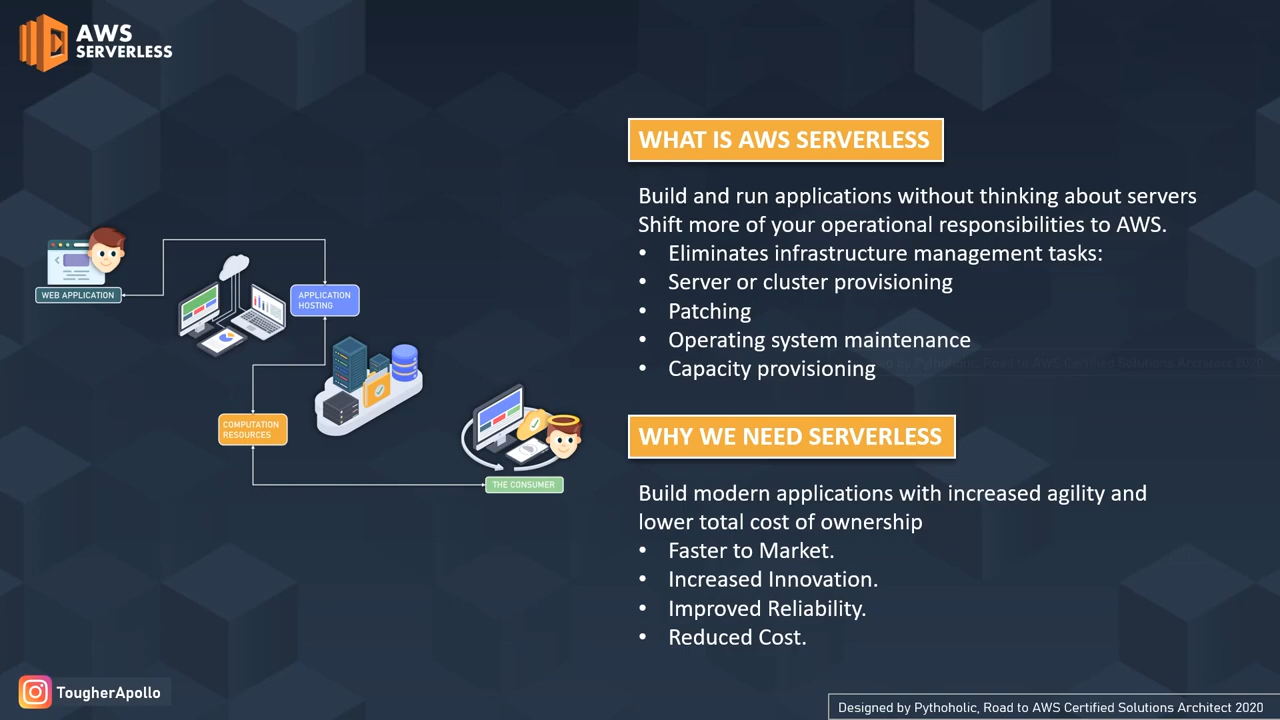 AWS
SERVERLESS
WHAT IS AWS SERVERLESS
Build and run applications without thinking about servers
Shift more of your operational responsibilities to AWS.
• Eliminates infrastructure management tasks:
• Server or cluster provisioning
• Patching
• Operating system maintenance
• Capacity provisioning
WEB APPLICATION
APPLICATION
HOSTING
COMPUTATION
RESOURCES
THE CONSUMER
WHY WE NEED SERVERLESS
Build modern applications with increased agility and
lower total cost of ownership
• Faster to Market.
• Increased Innovation.
• Improved Reliability.
• Reduced Cost.
TougherApollo
Designed by Pythoholic, Road to AWS Certified Solutions Architect 2020